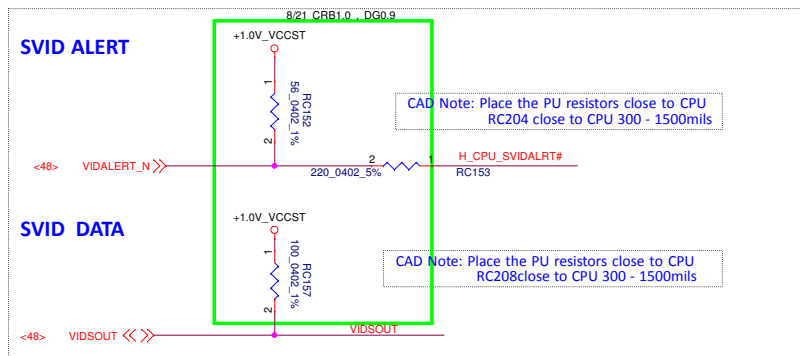 8/21 CRB1.0 , DG0.9
SVID ALERT
+1.0V_VCCST
1
RC152
56_0402_1%
2
CAD Note: Place the PU resistors close to CPU
RC204 close to CPU 300 - 1500mils
<48>
VIDALERT_N
2
1
H_CPU_SVIDALRT#
220_0402_5%
RC153
SVID DATA
+1.0V_VCCST
1
RC157
100_0402_1%
2
CAD Note: Place the PU resistors close to CPU
RC208close to CPU 300 - 1500mils
<48>
VIDSOUT
VIDSOUT